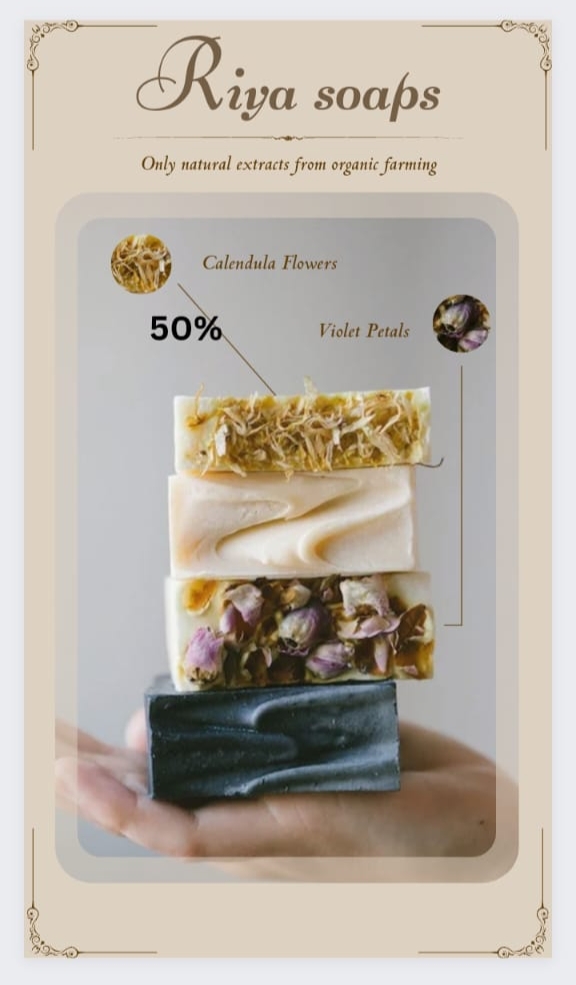 Riya soaps
Only natural extracts from organic farming
Calendula Flowers
50%
Violet Petals